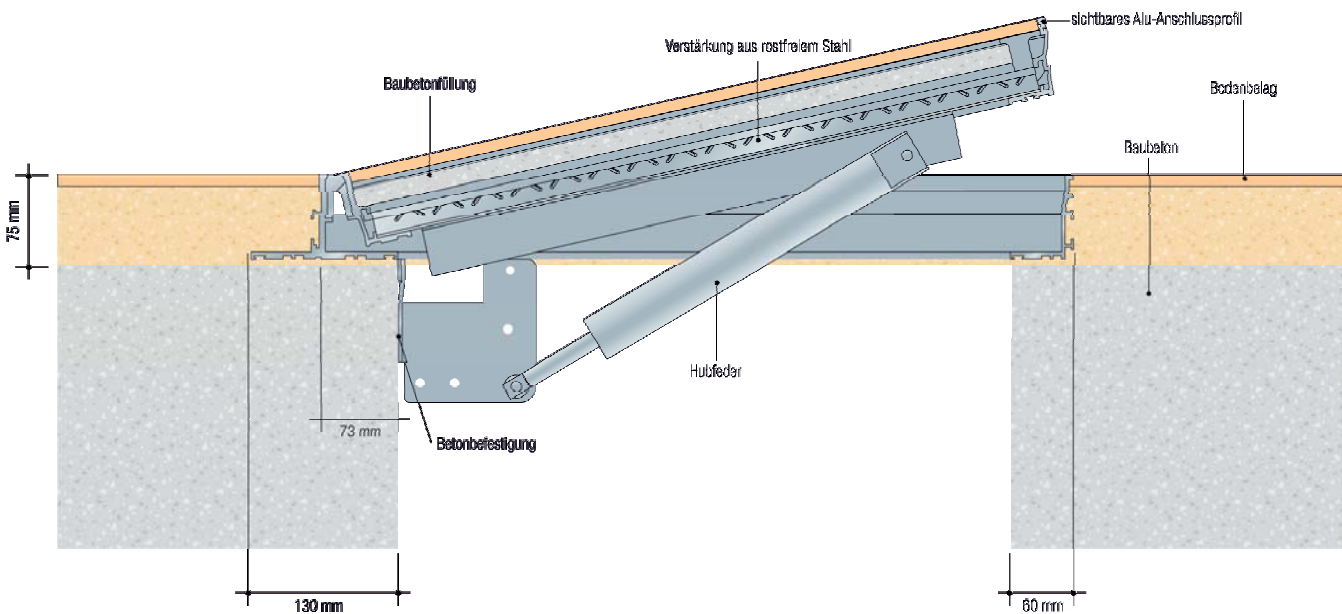 sichtbares Alu-Anschlussprofil
Verstärkung aus rostfreiem Stahl
Baubetonfüllung
Bodenbelag
Baubeton
75 mm
Hubfeder
73 mm
Betonbefestigung
130 mm
60 mm